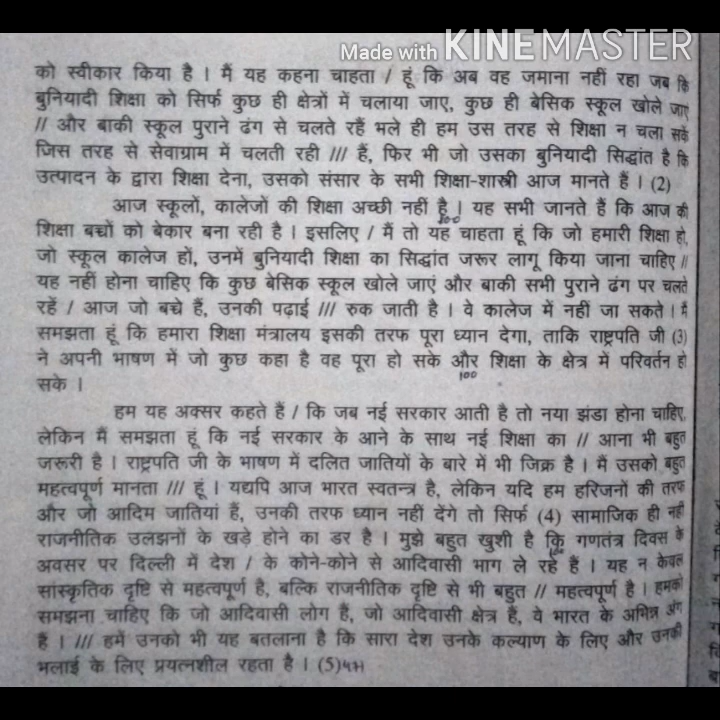 Made with KINEMASTER
को स्वीकार किया है । मैं यह कहना चाहता / हूं कि अब वह जमाना नहीं रहा जब कि
बुनियादी शिक्षा को सिर्फ कुछ ही क्षेत्रों में चलाया जाए, कुछ ही बेसिक स्कूल खोले जाएं
// और बाकी स्कूल पुराने ढंग से चलते रहें भले ही हम उस तरह से शिक्षा न चला सकें
जिस तरह से सेवाग्राम में चलती रही /// हैं, फिर भी जो उसका बुनियादी सिद्धांत है कि
उत्पादन के द्वारा शिक्षा देना, उसको संसार के सभी शिक्षा-शास्त्री आज मानते हैं । (2)
आज स्कूलों, कालेजों की शिक्षा अच्छी नहीं है । यह सभी जानते हैं कि आज की
100
शिक्षा बच्चों को बेकार बना रही है । इसलिए / मैं तो यह चाहता हूं कि जो हमारी शिक्षा हो,
जो स्कूल कालेज हों, उनमें बुनियादी शिक्षा का सिद्धांत जरूर लागू किया जाना चाहिए //
यह नहीं होना चाहिए कि कुछ बेसिक स्कूल खोले जाएं और बाकी सभी पुराने ढंग पर चलते
रहें / आज जो बच्चे हैं, उनकी पढ़ाई /// रुक जाती है । वे कालेज में नहीं जा सकते । मैं
समझता हूं कि हमारा शिक्षा मंत्रालय इसकी तरफ पूरा ध्यान देगा, ताकि राष्ट्रपति जी (3)
ने अपनी भाषण में जो कुछ कहा है वह पूरा हो सके और शिक्षा के क्षेत्र में परिवर्तन हो
100
सके ।
हम यह अक्सर कहते हैं / कि जब नई सरकार आती है तो नया झंडा होना चाहिए,
लेकिन मैं समझता हूं कि नई सरकार के आने के साथ नई शिक्षा का // आना भी बहुत
जरूरी है । राष्ट्रपति जी के भाषण में दलित जातियों के बारे में भी जिक्र है । मैं उसको बहुत
महत्वपूर्ण मानता /// हूं । यद्यपि आज भारत स्वतन्त्र है, लेकिन यदि हम हरिजनों की तरफ
और जो आदिम जातियां हैं, उनकी तरफ ध्यान नहीं देंगे तो सिर्फ (4) सामाजिक ही नहीं
राजनीतिक उलझनों के खड़े होने का डर है । मुझे बहुत खुशी है कि गणतंत्र दिवस के
अवसर पर दिल्ली में देश / के कोने-कोने से आदिवासी भाग ले रहे हैं । यह न केवल
सांस्कृतिक दृष्टि से महत्वपूर्ण है, बल्कि राजनीतिक दृष्टि से भी बहुत // महत्वपूर्ण है । हमको
समझना चाहिए कि जो आदिवासी लोग हैं, जो आदिवासी क्षेत्र हैं, वे भारत के अभिन्न अंग
हैं । /// हमें उनको भी यह बतलाना है कि सारा देश उनके कल्याण के लिए और उनकी
भलाई के लिए प्रयत्नशील रहता है । (5)